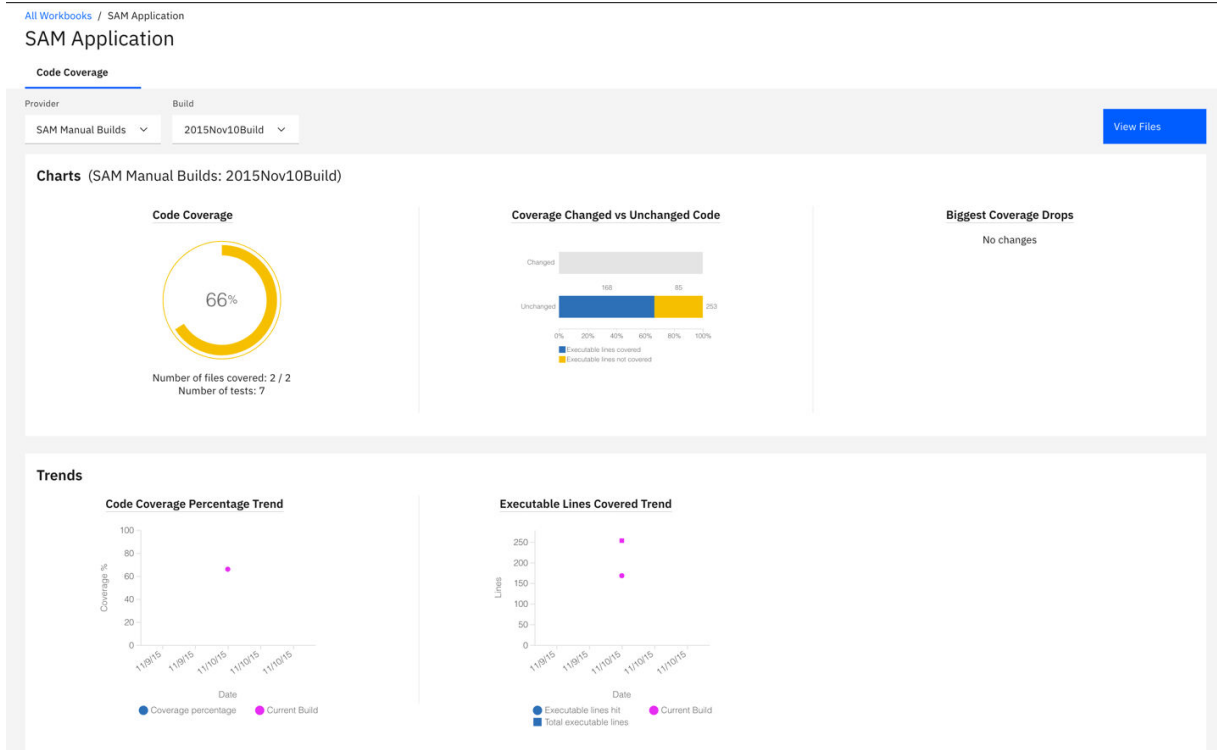 All Workbooks / SAM Application
SAM Application
Code Coverage
Provider
Build
SAM Manual Builds
2015Nov10Build
View Files
Charts (SAM Manual Builds: 2015Nov10Build)
Code Coverage
66%
Number of files covered: 2 / 2
Number of tests: 7
Coverage Changed vs Unchanged Code
Changed
168 85
Unchanged 253
0% 20% 40% 60% 80% 100%
Executable lines covered
Executable lines not covered
Biggest Coverage Drops
No changes
Trends
Code Coverage Percentage Trend
100
80
60
40
20
0
Coverage %
11/9/15 11/9/15 11/10/15 11/10/15 11/10/15
Date
Coverage percentage Current Build
Executable Lines Covered Trend
250
200
150
100
50
0
Lines
11/9/15 11/9/15 11/10/15 11/10/15 11/10/15
Date
Executable lines hit Current Build
Total executable lines